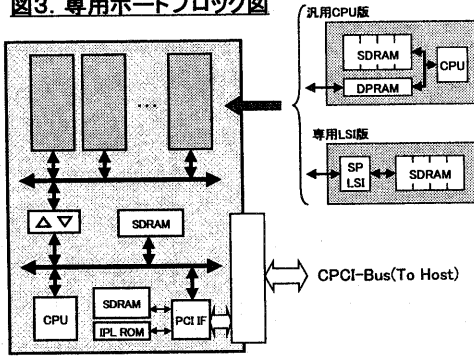 図3. 専用ボードブロック図
汎用CPU版
SDRAM
CPU
DPRAM
専用LSI版
SP
LSI
SDRAM
...
△ ▽
SDRAM
CPU
SDRAM
IPL ROM
PCI IF
CPCI-Bus(To Host)